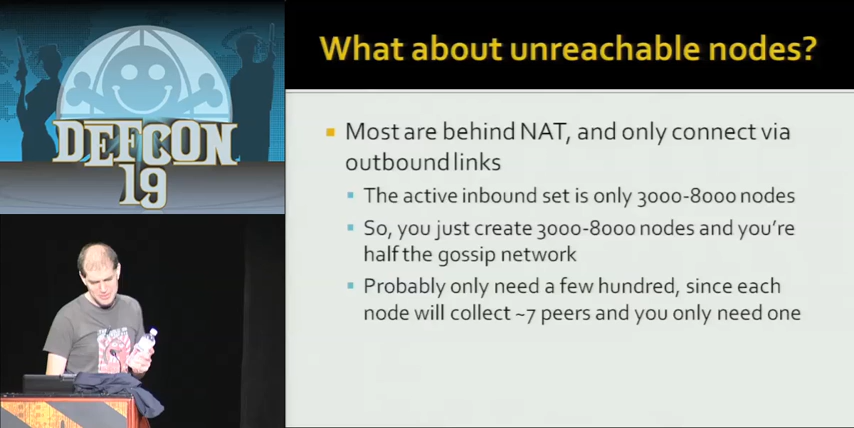 DEFCON
19
What about unreachable nodes?
Most are behind NAT, and only connect via
outbound links
The active inbound set is only 3000-8000 nodes
So, you just create 3000-8000 nodes and you're
half the gossip network
Probably only need a few hundred, since each
node will collect ~7 peers and you only need one